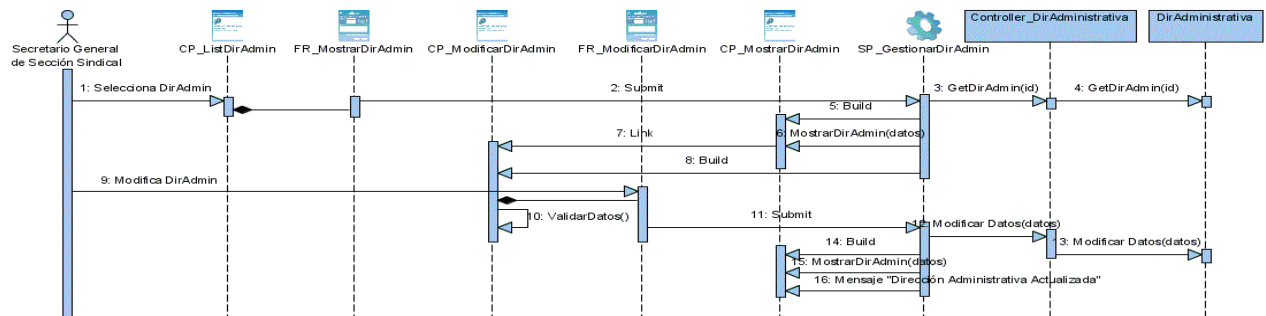 Controller_DirAdministrativa
DirAdministrativa
Secretario General
de Sección Sindical
CP_ListDirAdmin
FR_MostrarDirAdmin
CP_ModificarDirAdmin
FR_ModificarDirAdmin
CP_MostrarDirAdmin
SP_GestionarDirAdmin
1: Selecciona DirAdmin
2: Submit
3: GetDirAdmin(id)
4: GetDirAdmin(id)
5: Build
6: MostrarDirAdmin(datos)
7: Link
8: Build
9: Modifica DirAdmin
10: ValidarDatos()
11: Submit
12: Modificar Datos(datos)
13: Modificar Datos(datos)
14: Build
15: MostrarDirAdmin(datos)
16: Mensaje "Dirección Administrativa Actualizada"